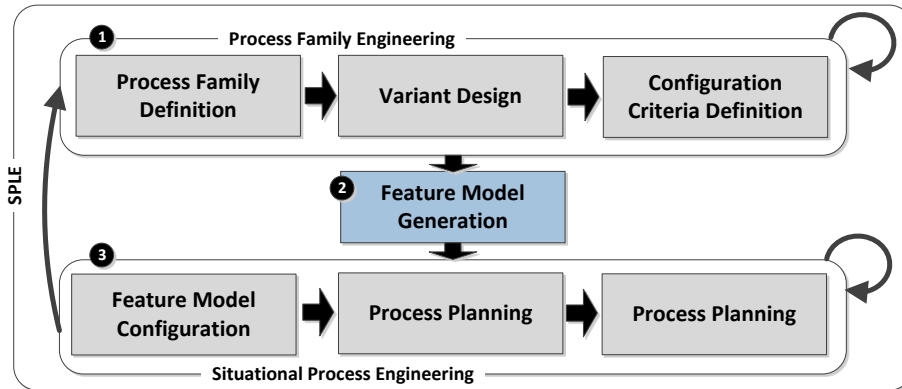 SPLE
1
Process Family Engineering
Process Family
Definition
Variant Design
Configuration
Criteria Definition
2
Feature Model
Generation
3
Feature Model
Configuration
Process Planning
Process Planning
Situational Process Engineering